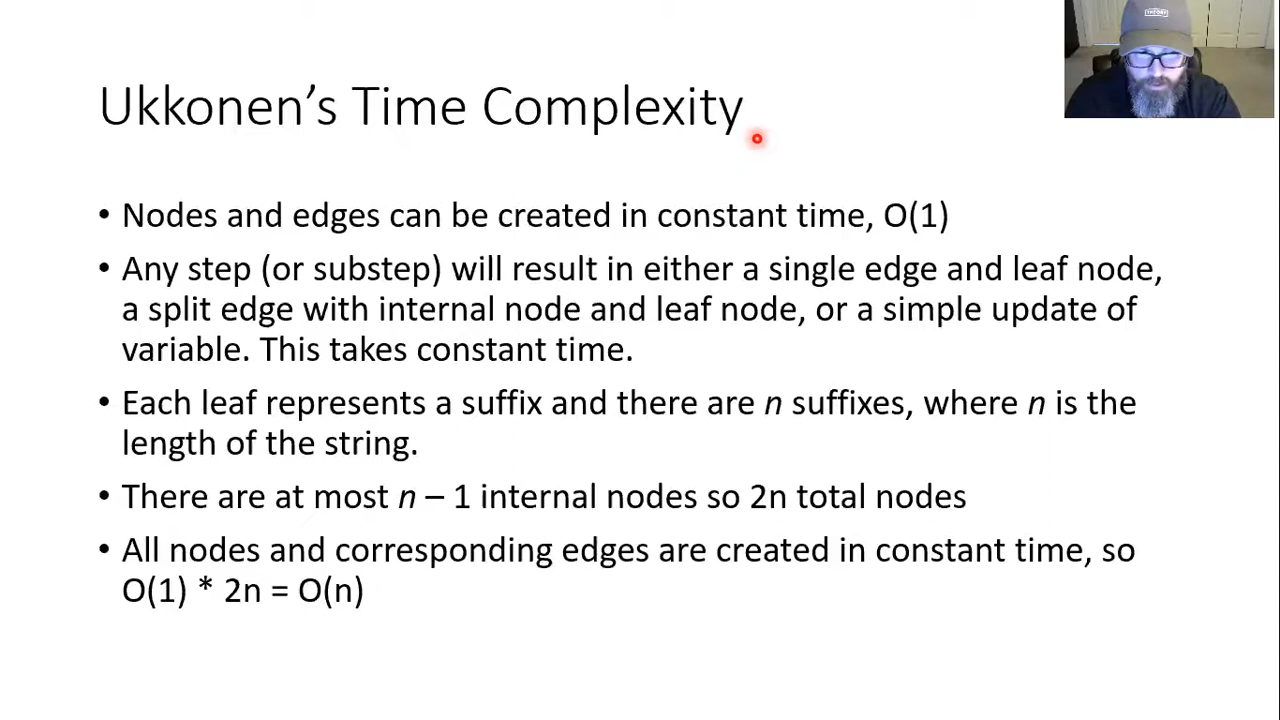 THEORY
Ukkonen’s Time Complexity
• Nodes and edges can be created in constant time, O(1)
• Any step (or substep) will result in either a single edge and leaf node,
a split edge with internal node and leaf node, or a simple update of
variable. This takes constant time.
• Each leaf represents a suffix and there are n suffixes, where n is the
length of the string.
• There are at most n – 1 internal nodes so 2n total nodes
• All nodes and corresponding edges are created in constant time, so
O(1) * 2n = O(n)